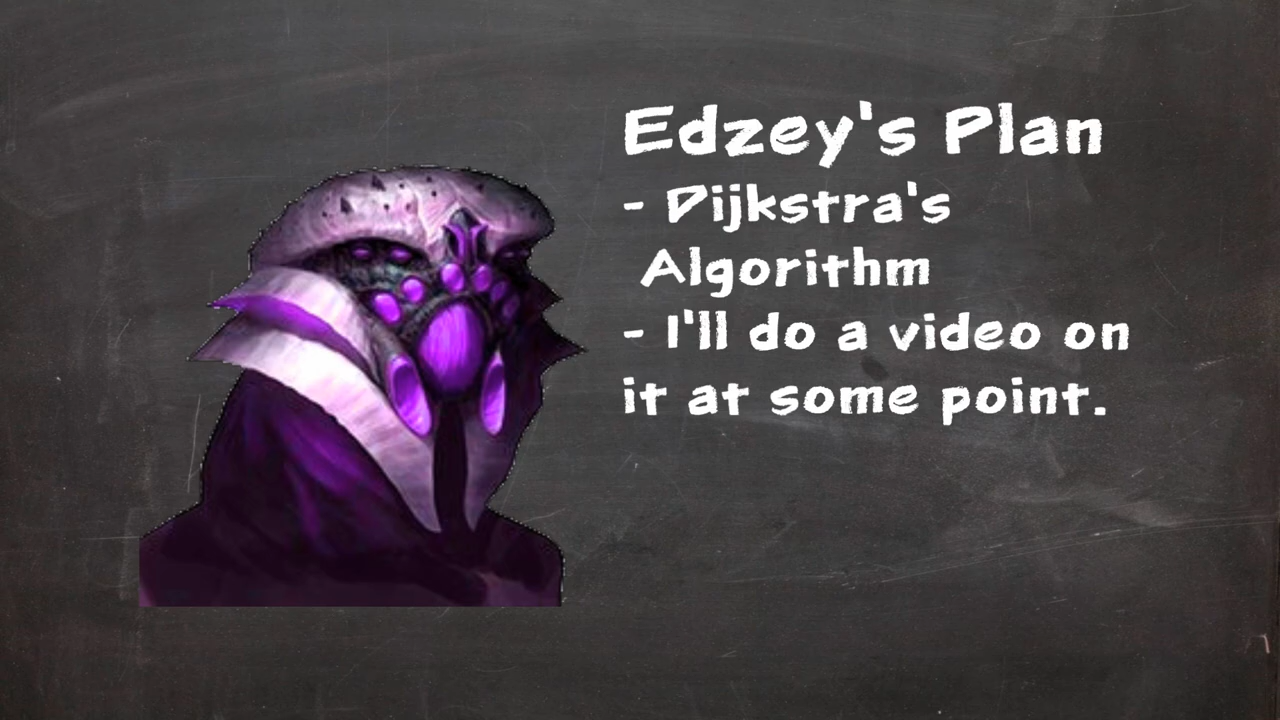 Edzey's Plan
- Dijkstra's
Algorithm
- I'll do a video on
it at some point.